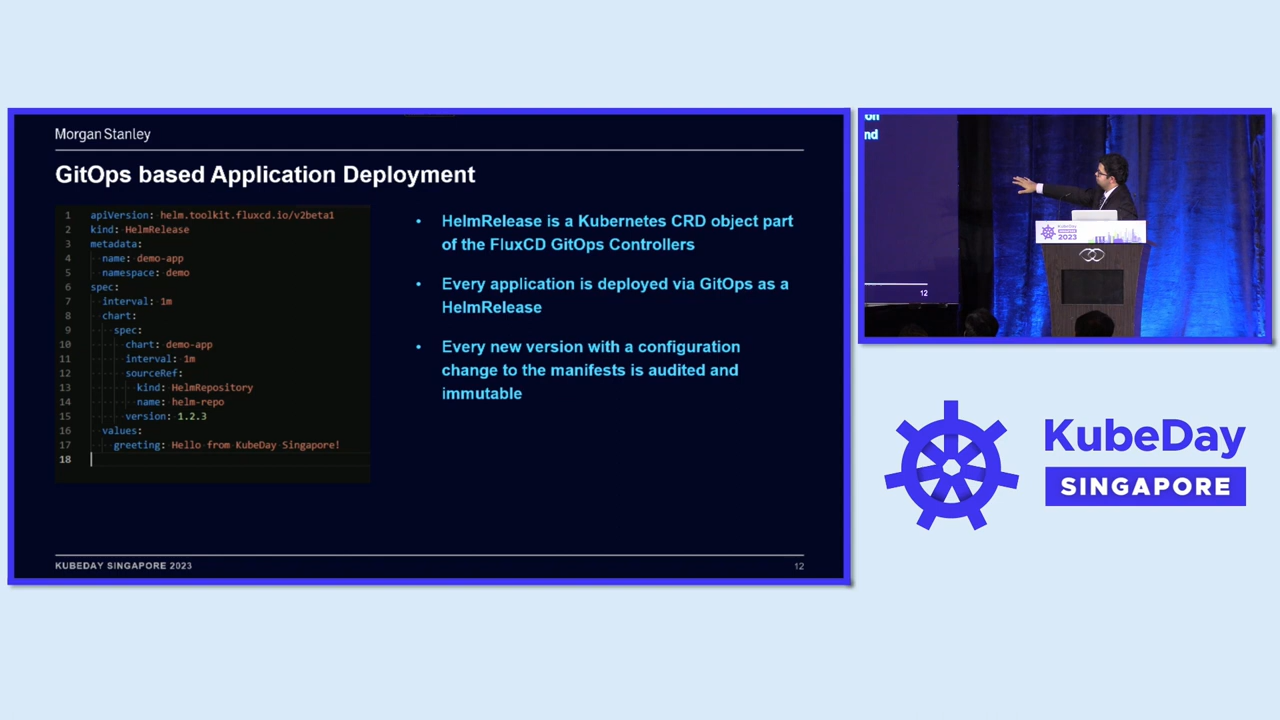 Morgan Stanley
GitOps based Application Deployment
1 apiVersion: helm.toolkit.fluxcd.io/v2beta1
2 kind: HelmRelease
3 metadata:
4 name: demo-app
5 namespace: demo
6 spec:
7 interval: 1m
8 chart:
9 spec:
10 chart: demo-app
11 interval: 1m
12 sourceRef:
13 kind: HelmRepository
14 name: helm-repo
15 version: 1.2.3
16 values:
17 greeting: Hello from KubeDay Singapore!
18
• HelmRelease is a Kubernetes CRD object part
of the FluxCD GitOps Controllers
• Every application is deployed via GitOps as a
HelmRelease
• Every new version with a configuration
change to the manifests is audited and
immutable
KUBEDAY SINGAPORE 2023
12
on
nd
12
KubeDay
2023
KubeDay
SINGAPORE